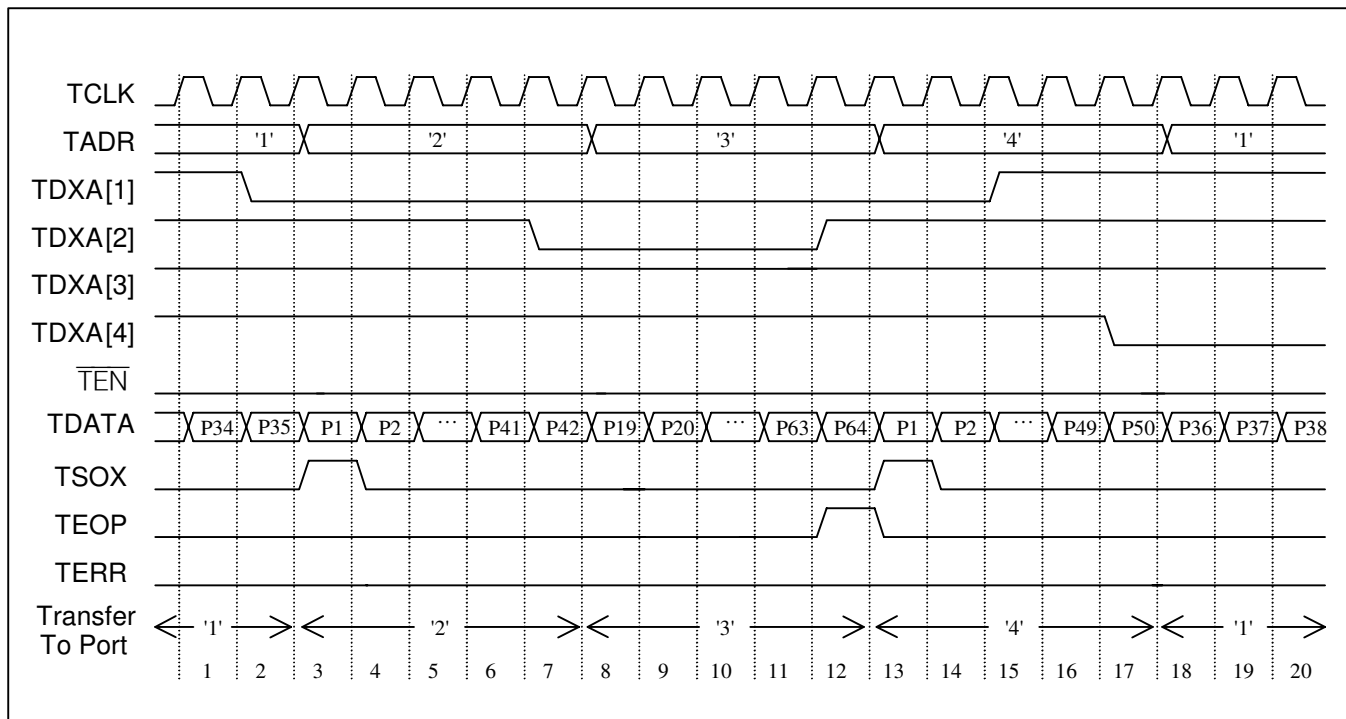 TCLK
TADR '1' '2' '3' '4' '1'
TDXA[1]
TDXA[2]
TDXA[3]
TDXA[4]
TEN
TDATA P34 P35 P1 P2 ... P41 P42 P19 P20 ... P63 P64 P1 P2 ... P49 P50 P36 P37 P38
TSOX
TEOP
TERR
Transfer
To Port '1' '2' '3' '4' '1'
1 2 3 4 5 6 7 8 9 10 11 12 13 14 15 16 17 18 19 20